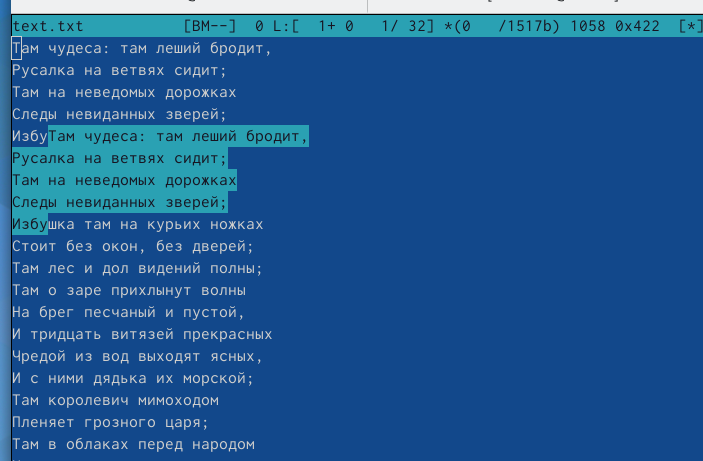 text.txt [BM--] 0 L:[ 1+ 0 1/ 32] *(0 /1517b) 1058 0x422 [*]
Там чудеса: там леший бродит,
Русалка на ветвях сидит;
Там на неведомых дорожках
Следы невиданных зверей;
ИзбуТам чудеса: там леший бродит,
Русалка на ветвях сидит;
Там на неведомых дорожках
Следы невиданных зверей;
Избушка там на курьих ножках
Стоит без окон, без дверей;
Там лес и дол видений полны;
Там о заре прихлынут волны
На брег песчаный и пустой,
И тридцать витязей прекрасных
Чредой из вод выходят ясных,
И с ними дядька их морской;
Там королевич мимоходом
Пленяет грозного царя;
Там в облаках перед народом